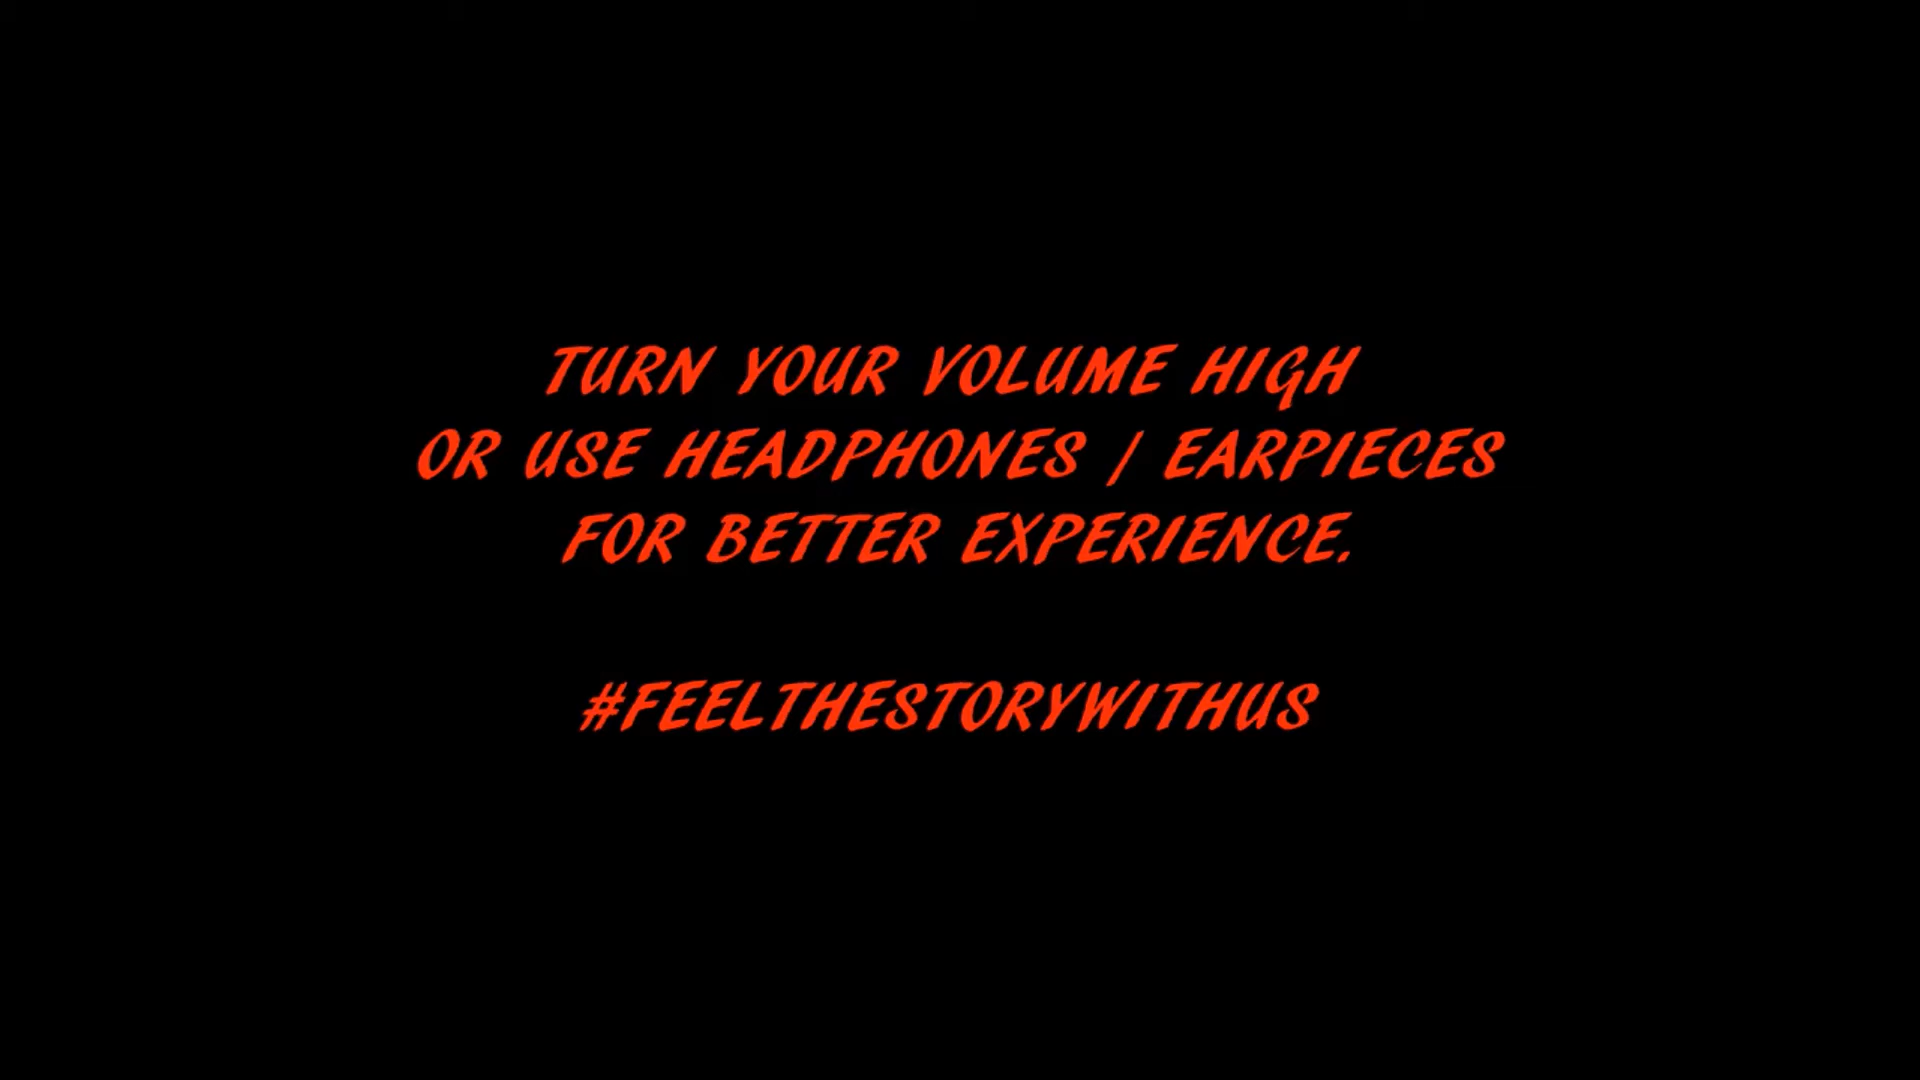 TURN YOUR VOLUME HIGH
OR USE HEADPHONES / EARPIECES
FOR BETTER EXPERIENCE.
#FEELTHESTORYWITHUS